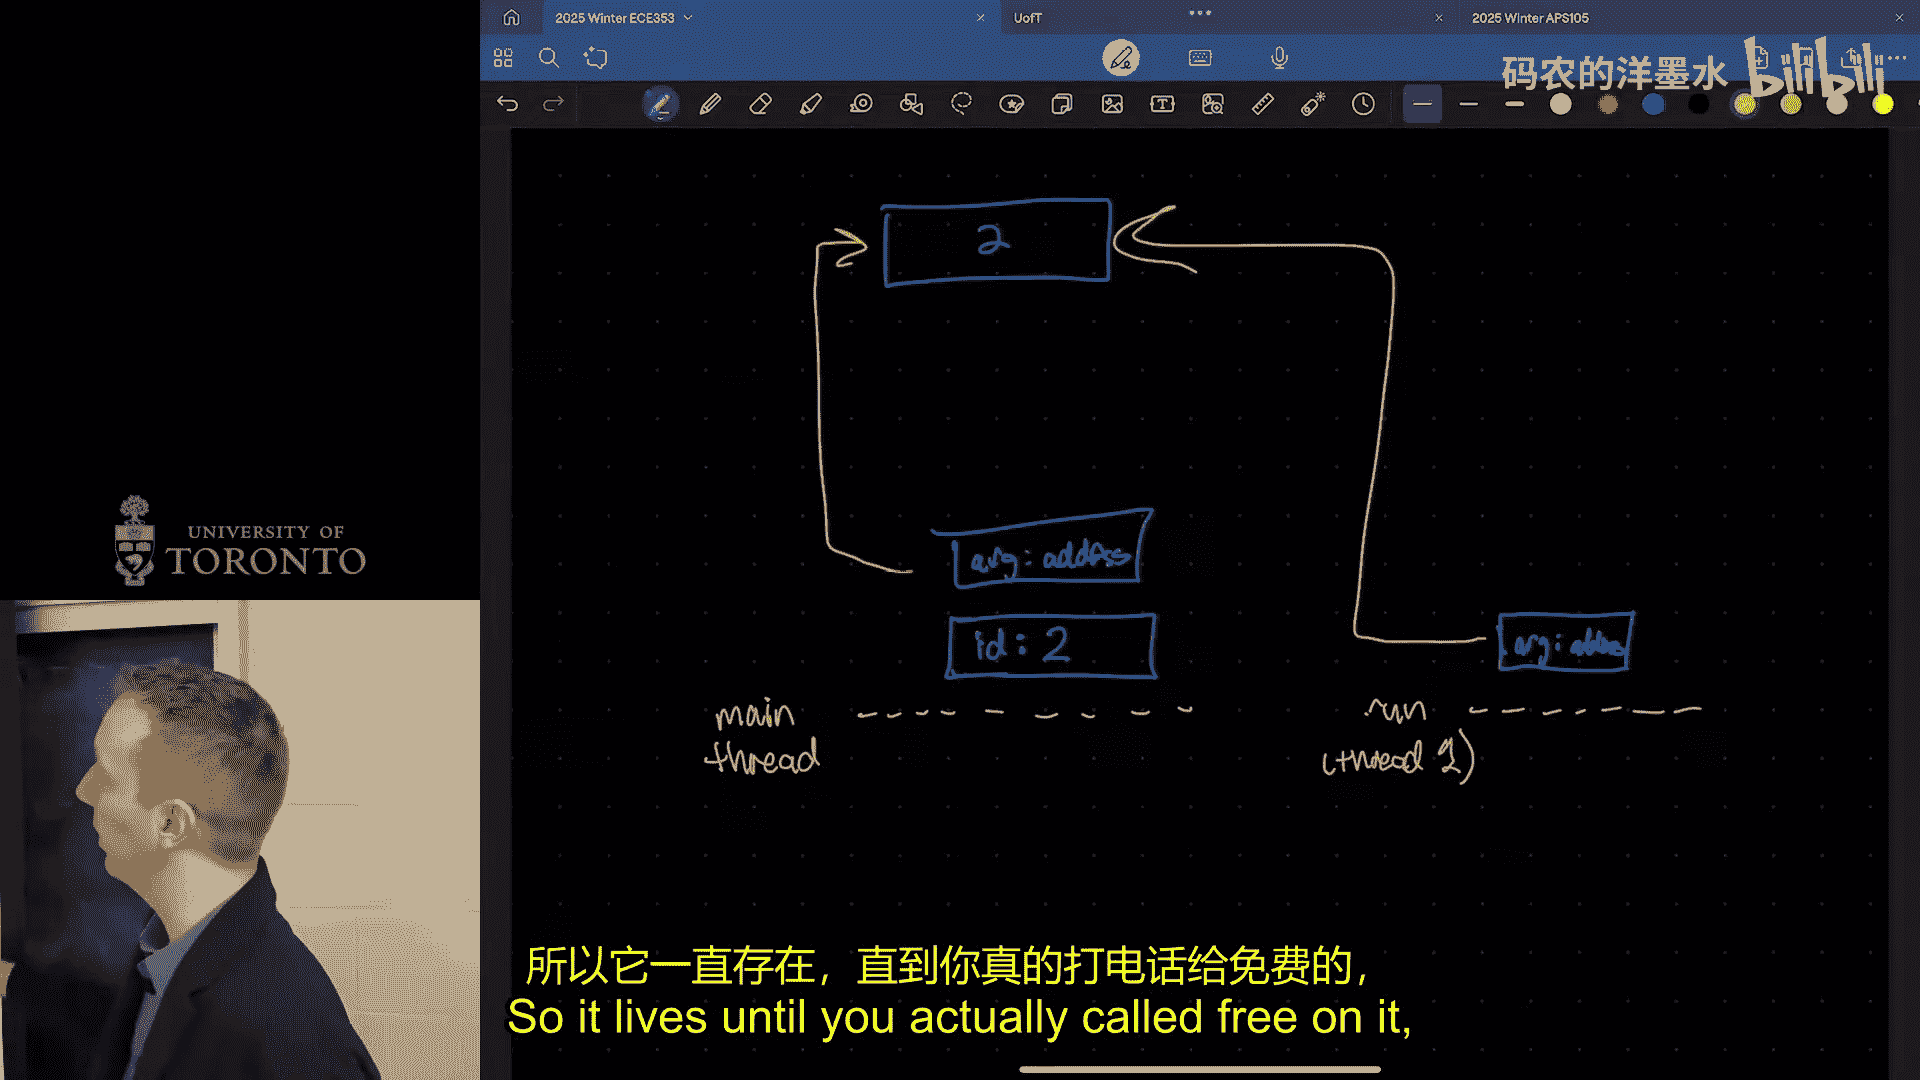 2025 Winter ECE353
UofT
2025 Winter APS105
码农的洋墨水
bilibili
2
arg: address
id: 2
arg: address
main
thread
run
(thread 1)
UNIVERSITY OF
TORONTO
所以它一直存在，直到你真的打电话给免费的，
So it lives until you actually called free on it,